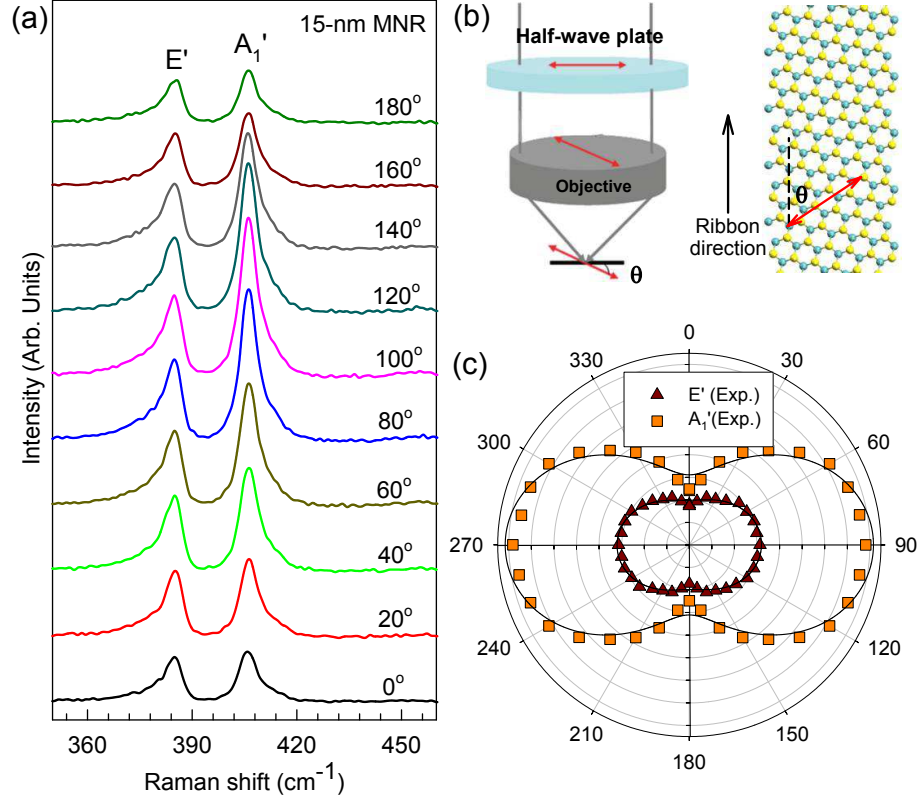 (a)
15-nm MNR
E'
A₁'
180°
160°
140°
120°
100°
80°
60°
40°
20°
0°
Intensity (Arb. Units)
360
390
420
450
Raman shift (cm⁻¹)
(b)
Half-wave plate
Objective
θ
Ribbon
direction
θ
(c)
E' (Exp.)
A₁'(Exp.)
0
30
60
90
120
150
180
210
240
270
300
330